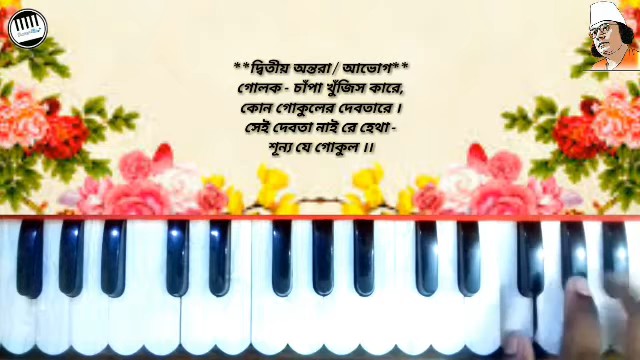 **দ্বিতীয় অন্তরা / আভোগ**
গোলক - চাঁপা খুঁজিস কারে,
কোন গোকুলের দেবতারে ।
সেই দেবতা নাই রে হেথা -
শূন্য যে গোকুল ।।